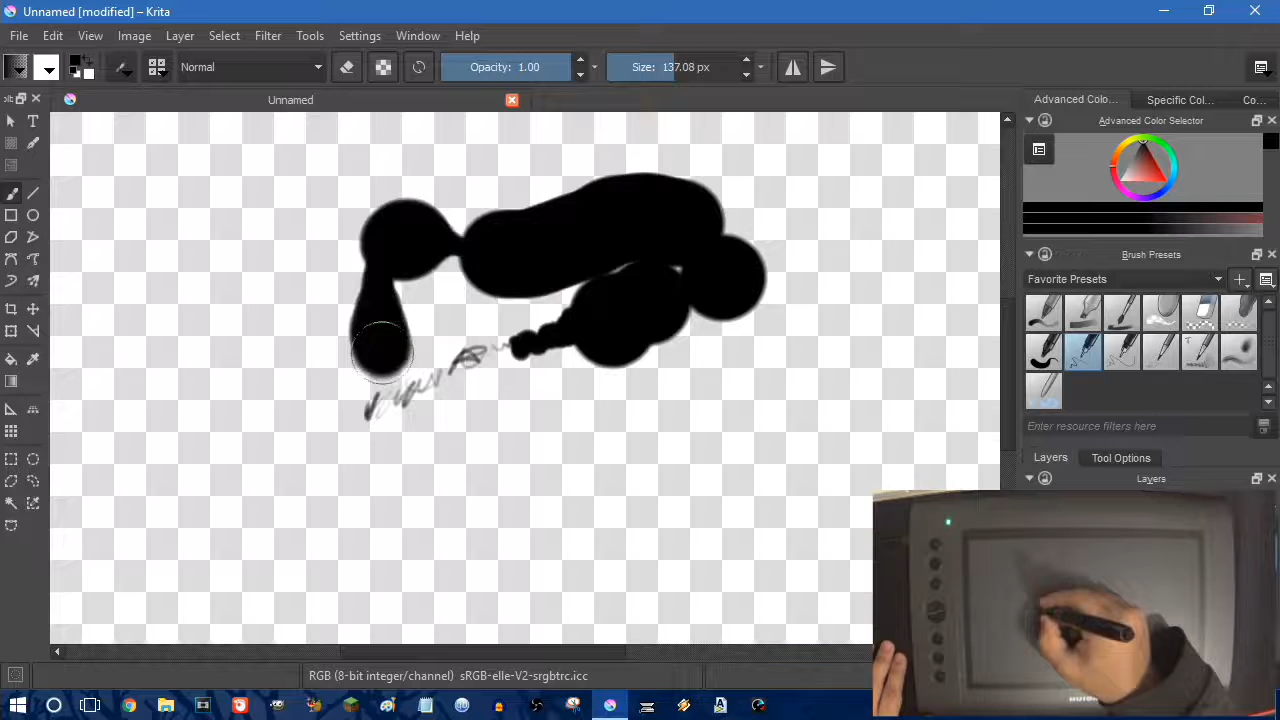 Unnamed [modified] – Krita
File Edit View Image Layer Select Filter Tools Settings Window Help
Normal Opacity: 1.00 Size: 137.08 px
Unnamed
Advanced Colo... Specific Col... Co...
Advanced Color Selector
Brush Presets
Favorite Presets
Enter resource filters here
Layers Tool Options
Layers
RGB (8-bit integer/channel) sRGB-elle-V2-srgbtrc.icc